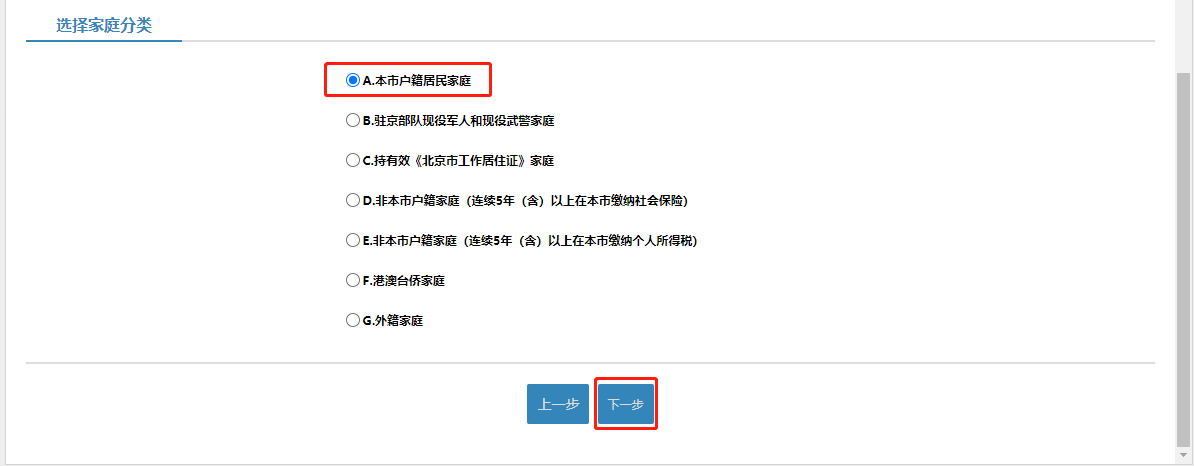 选择家庭分类
A.本市户籍居民家庭
B.驻京部队现役军人和现役武警家庭
C.持有效《北京市工作居住证》家庭
D.非本市户籍家庭（连续5年（含）以上在本市缴纳社会保险）
E.非本市户籍家庭（连续5年（含）以上在本市缴纳个人所得税）
F.港澳台侨家庭
G.外籍家庭
上一步 下一步